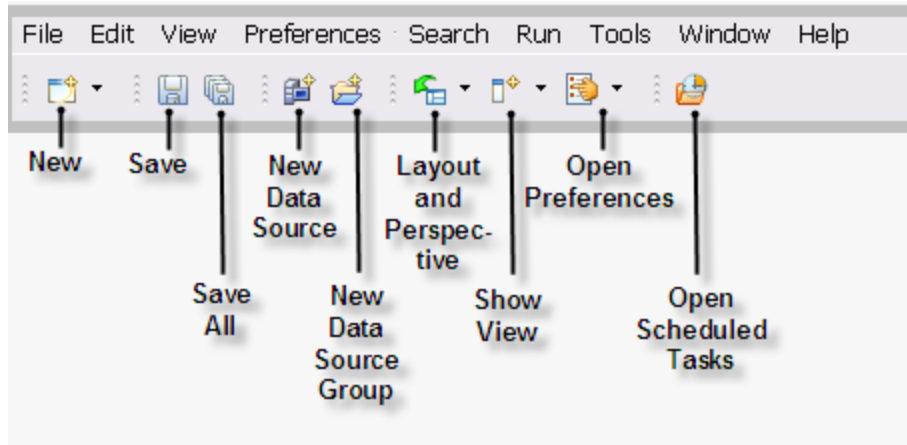 File Edit View Preferences Search Run Tools Window Help
New
Save
New
Data
Source
Layout
and
Perspec-
tive
Open
Preferences
Save
All
New
Data
Source
Group
Show
View
Open
Scheduled
Tasks